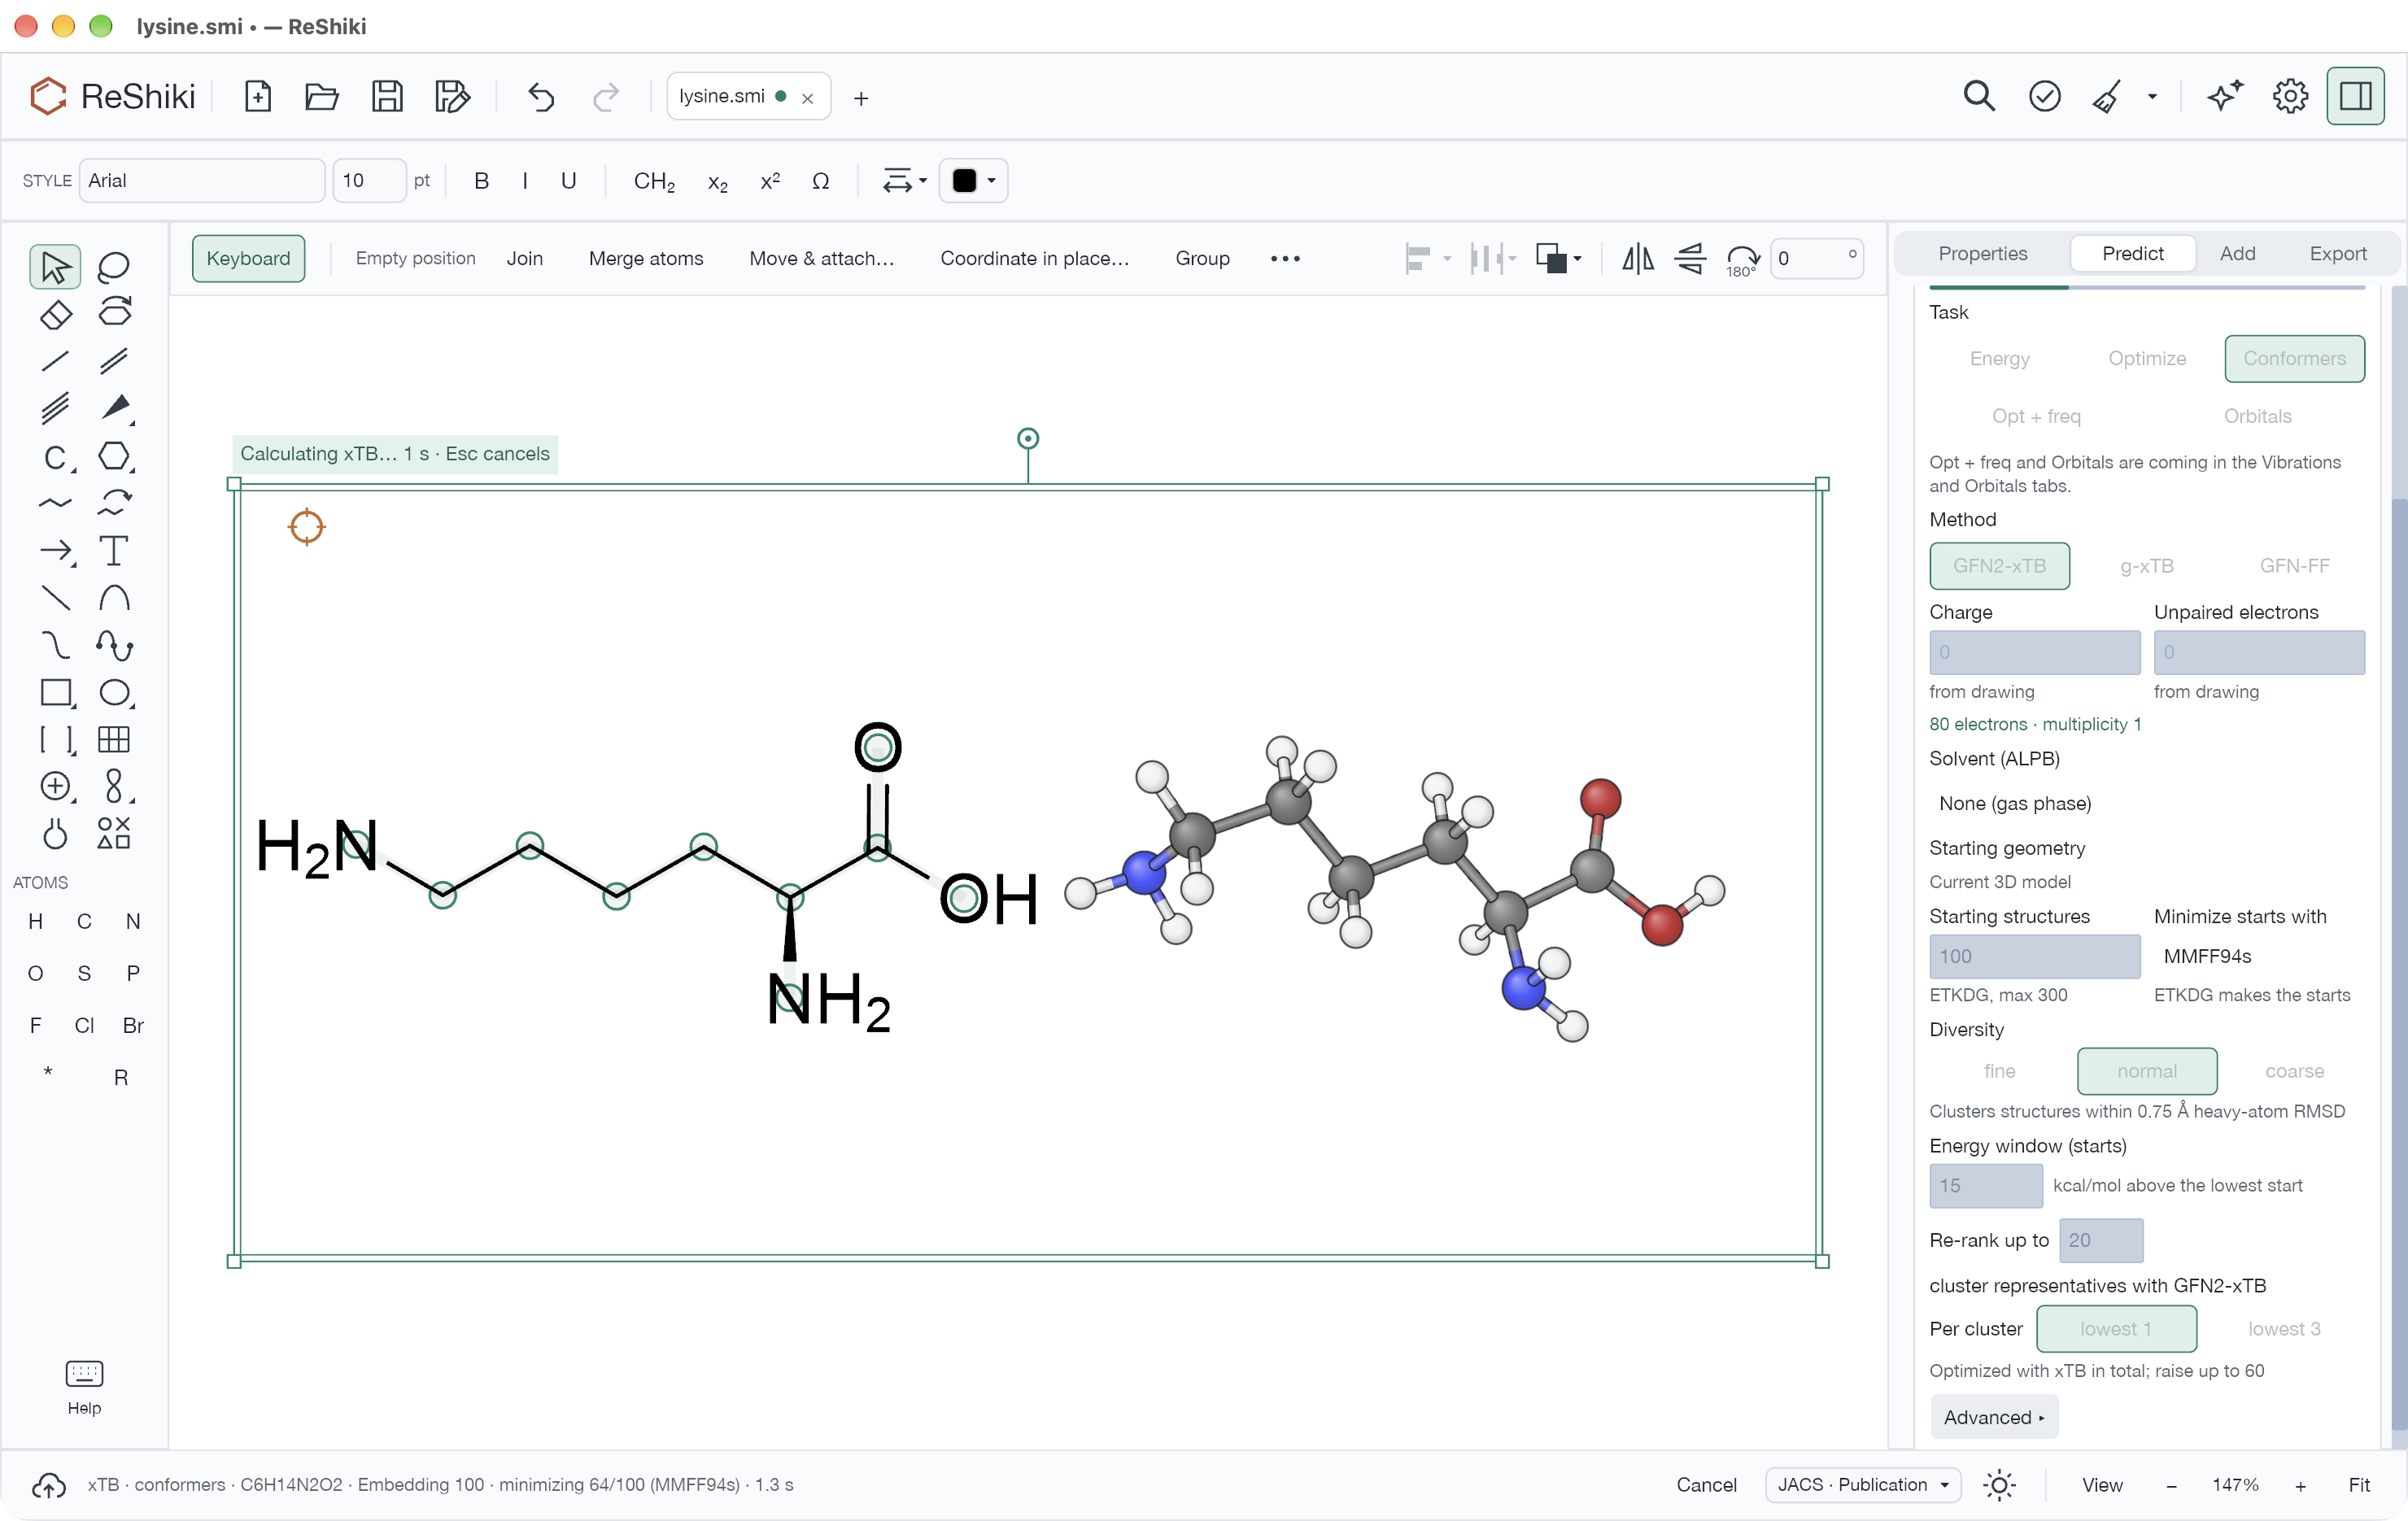 lysine.smi • — ReShiki
ReShiki
lysine.smi
STYLE Arial 10 pt B I U CH₂ x₂ x² Ω
Keyboard Empty position Join Merge atoms Move & attach... Coordinate in place... Group 180° 0 °
Properties Predict Add Export
Task
Energy Optimize Conformers
Opt + freq Orbitals
Opt + freq and Orbitals are coming in the Vibrations
and Orbitals tabs.
Method
GFN2-xTB g-xTB GFN-FF
Charge Unpaired electrons
0 0
from drawing from drawing
80 electrons · multiplicity 1
Solvent (ALPB)
None (gas phase)
Starting geometry
Current 3D model
Starting structures Minimize starts with
100 MMFF94s
ETKDG, max 300 ETKDG makes the starts
Diversity
fine normal coarse
Clusters structures within 0.75 Å heavy-atom RMSD
Energy window (starts)
15 kcal/mol above the lowest start
Re-rank up to 20
cluster representatives with GFN2-xTB
Per cluster lowest 1 lowest 3
Optimized with xTB in total; raise up to 60
Advanced ▸
Calculating xTB... 1 s · Esc cancels
O
H₂N
OH
NH₂
C
T
ATOMS
H C N
O S P
F Cl Br
* R
Help
xTB · conformers · C6H14N2O2 · Embedding 100 · minimizing 64/100 (MMFF94s) · 1.3 s
Cancel JACS · Publication View − 147% + Fit